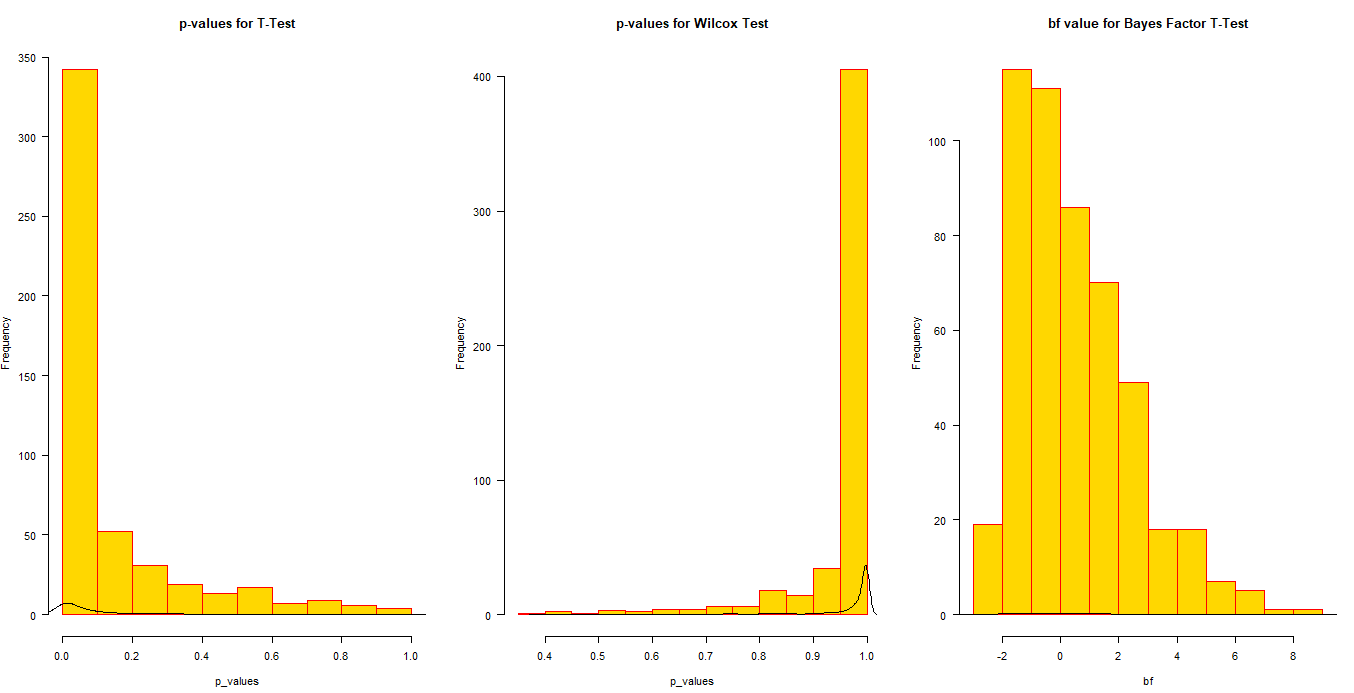 p-values for T-Test
350
300
250
200
150
100
50
0
Frequency
0.0 0.2 0.4 0.6 0.8 1.0
p_values
p-values for Wilcox Test
400
300
200
100
0
Frequency
0.4 0.5 0.6 0.7 0.8 0.9 1.0
p_values
bf value for Bayes Factor T-Test
100
80
60
40
20
0
Frequency
-2 0 2 4 6 8
bf